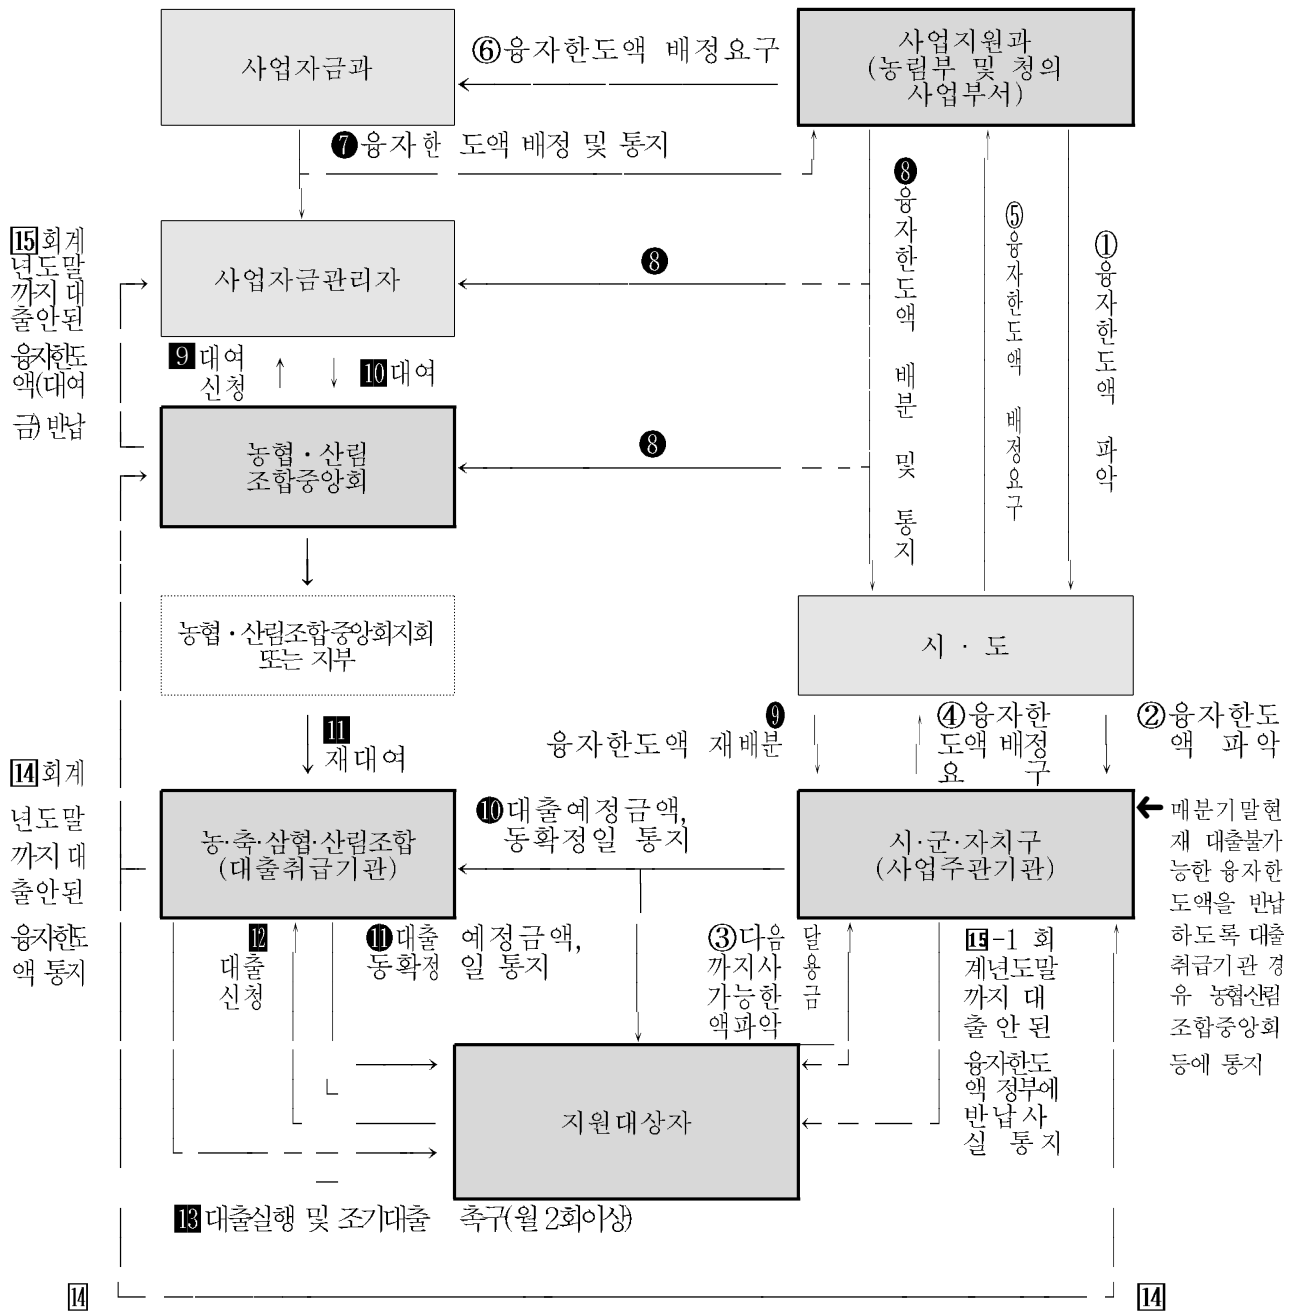 사업자금과
⑥융자한도액 배정요구
사업지원과
(농림부 및 청의
사업부서)
❼융자한 도액 배정 및 통지
❽융자한도액 배분 및 통지
⑤융자한도액 배정요구
①융자한도액 파악
15회계
년도말
까지 대
출안된
융자한도
액(대여
금) 반납
사업자금관리자
❽
9대여
신청
10대여
농협·산림
조합중앙회
❽
농협·산림조합중앙회지회
또는 지부
시 · 도
11
재대여
❾
융자한도액 재배분
④융자한
도액 배정
요 구
②융자한도
액 파악
14회계
년도말
까지 대
출안된
융자한도
액 통지
농·축·삼협·산림조합
(대출취급기관)
❿대출예정금액,
동확정일 통지
시·군·자치구
(사업주관기관)
매분기말현
재 대출불가
능한 융자한
도액을 반납
하도록 대출
취급기관 경
유 농협산림
조합중앙회
등에 통지
12
대출
신청
⓫대출 예정금액,
동확정 일 통지
③다음 달
까지사 용
가능한 금
액파악
15-1 회
계년도말
까지 대
출 안 된
융자한도
액 정부에
반납사
실 통지
지원대상자
13대출실행 및 조기대출 촉구(월 2회이상)
14
14